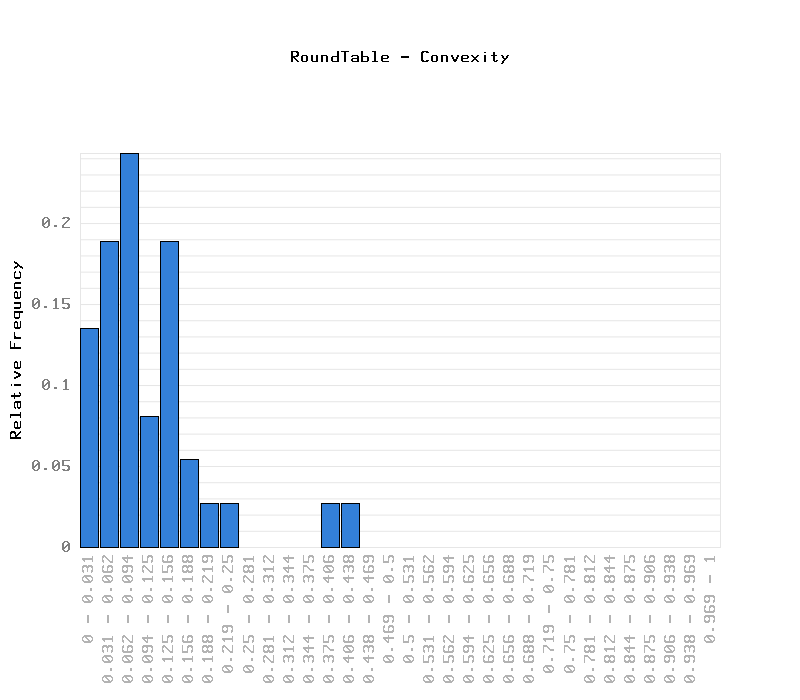 RoundTable - Convexity
Relative Frequency
0.2
0.15
0.1
0.05
0
0 - 0.031
0.031 - 0.062
0.062 - 0.094
0.094 - 0.125
0.125 - 0.156
0.156 - 0.188
0.188 - 0.219
0.219 - 0.25
0.25 - 0.281
0.281 - 0.312
0.312 - 0.344
0.344 - 0.375
0.375 - 0.406
0.406 - 0.438
0.438 - 0.469
0.469 - 0.5
0.5 - 0.531
0.531 - 0.562
0.562 - 0.594
0.594 - 0.625
0.625 - 0.656
0.656 - 0.688
0.688 - 0.719
0.719 - 0.75
0.75 - 0.781
0.781 - 0.812
0.812 - 0.844
0.844 - 0.875
0.875 - 0.906
0.906 - 0.938
0.938 - 0.969
0.969 - 1